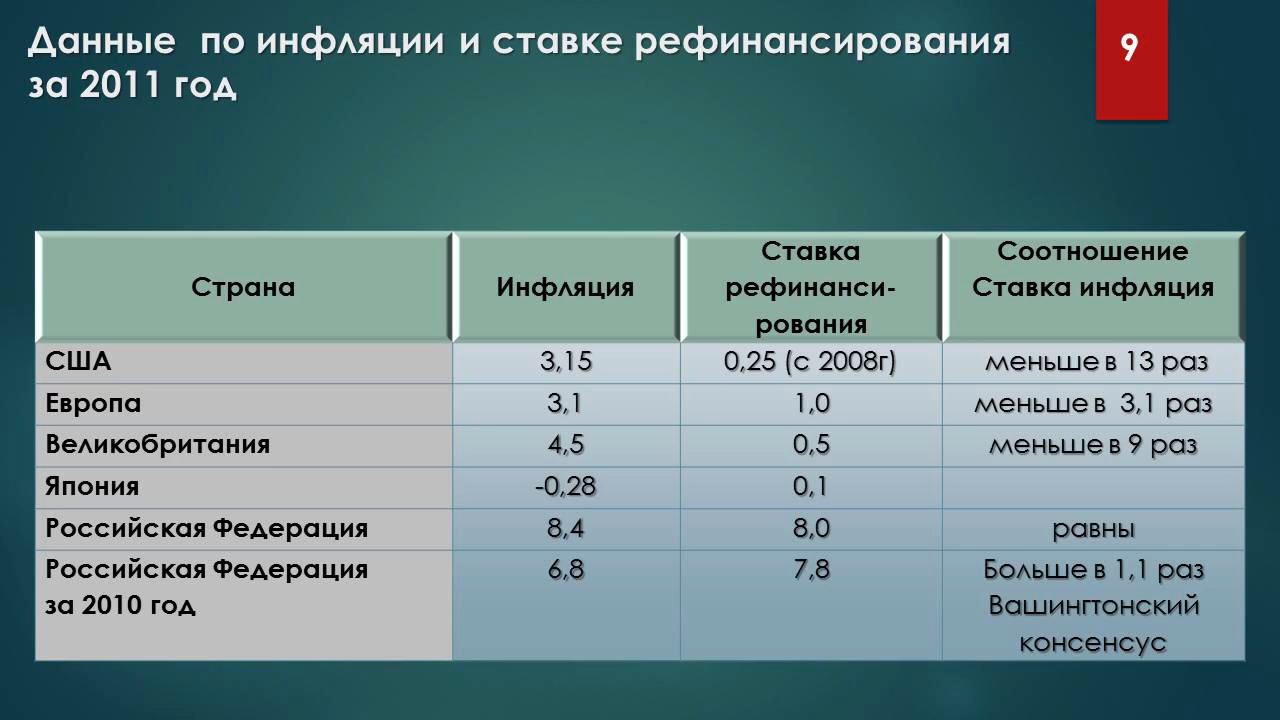 Данные по инфляции и ставке рефинансирования
за 2011 год
9
Страна
Инфляция
Ставка
рефинанси-
рования
Соотношение
Ставка инфляция
США
3,15
0,25 (с 2008г)
меньше в 13 раз
Европа
3,1
1,0
меньше в 3,1 раз
Великобритания
4,5
0,5
меньше в 9 раз
Япония
-0,28
0,1
Российская Федерация
8,4
8,0
равны
Российская Федерация
за 2010 год
6,8
7,8
Больше в 1,1 раз
Вашингтонский
консенсус